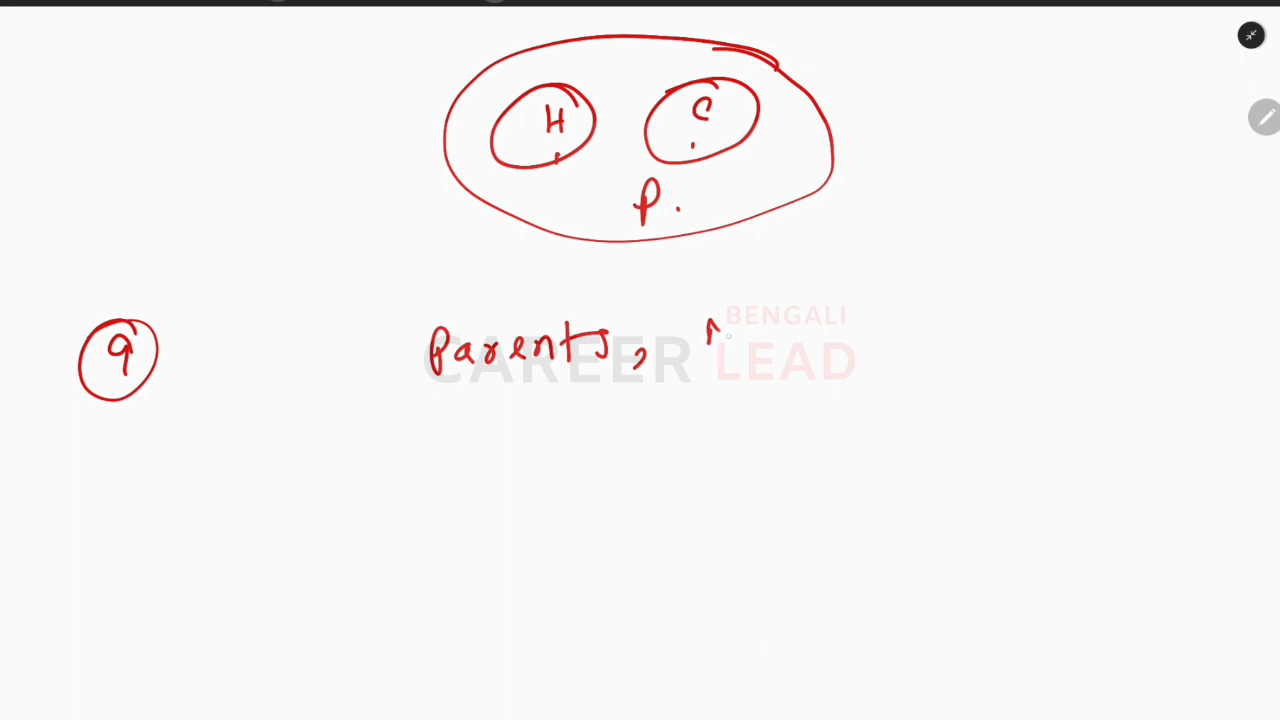 H C
P.
9 Parents,
BENGALI
CAREER LEAD